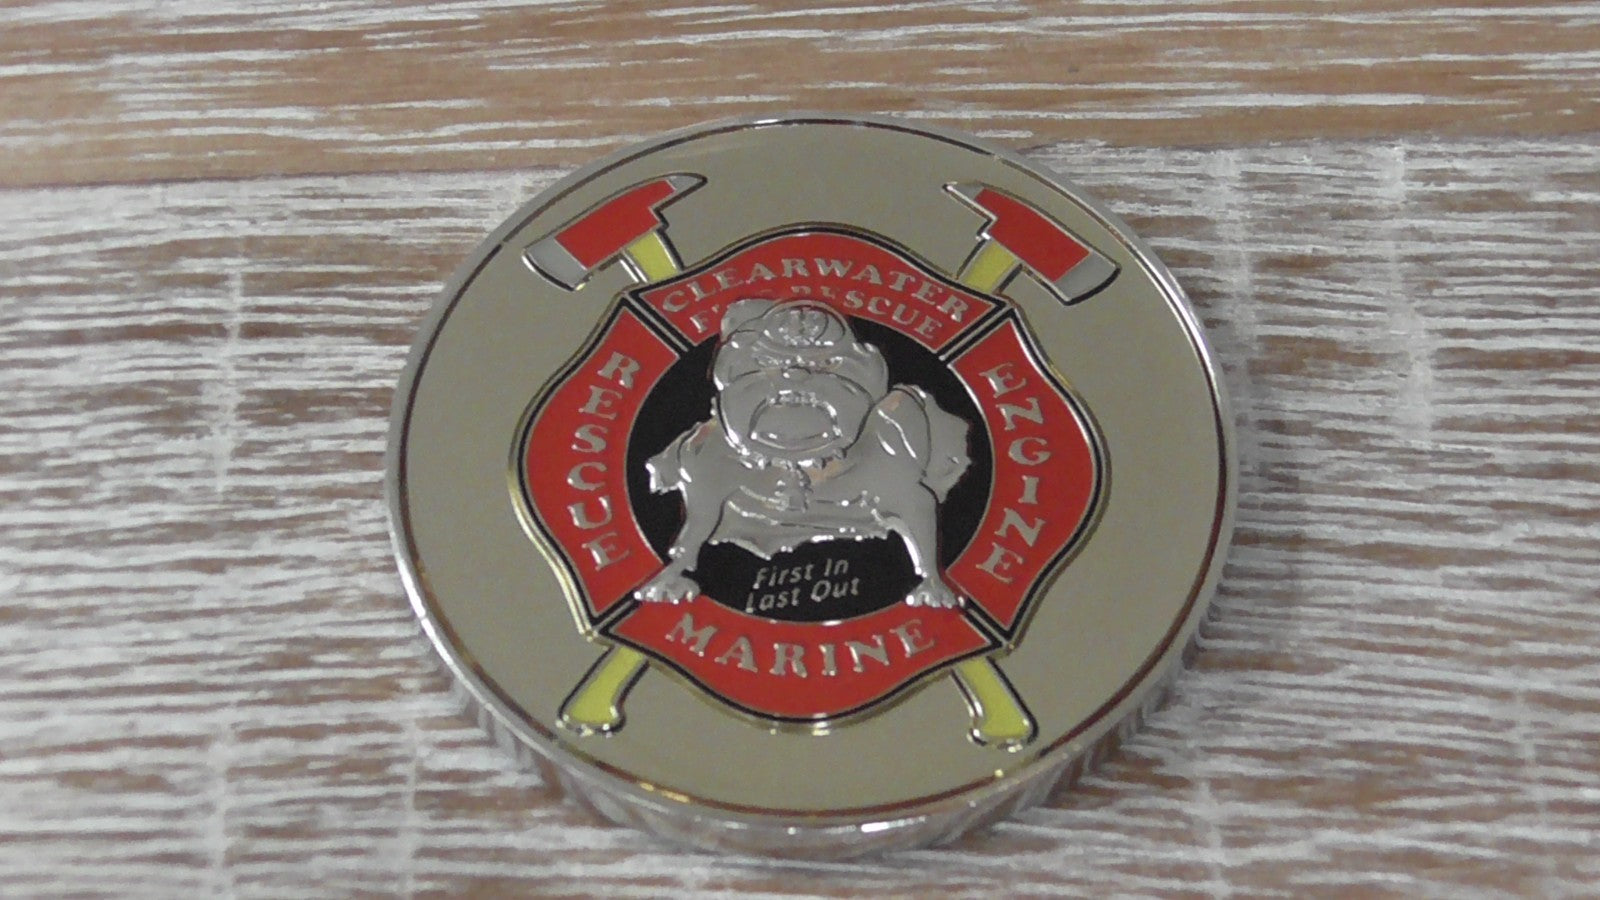 CLEARWATER
RESCUE
RESCUE
ENGINE
First In
Last Out
MARINE